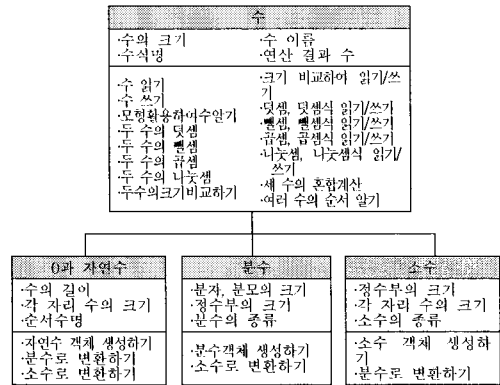 수
·수의 크기
·수식명
·수 이름
·연산 결과 수
·수 읽기
·수 쓰기
·모형활용하여수알기
·두 수의 덧셈
·두 수의 뺄셈
·두 수의 곱셈
·두 수의 나눗셈
·두수의크기비교하기
·크기 비교하여 읽기/쓰
기
·덧셈, 덧셈식 읽기/쓰기
·뺄셈, 뺄셈식 읽기/쓰기
·곱셈, 곱셈식 읽기/쓰기
·나눗셈, 나눗셈식 읽기/
쓰기
·세 수의 혼합계산
·여러 수의 순서 알기
0과 자연수
·수의 길이
·각 자리 수의 크기
·순서수명
·자연수 객체 생성하기
·분수로 변환하기
·소수로 변환하기
분수
·분자, 분모의 크기
·정수부의 크기
·분수의 종류
·분수객체 생성하기
·소수로 변환하기
소수
·정수부의 크기
·각 자리 수의 크기
·소수의 종류
·소수 객체 생성하
기
·분수로 변환하기